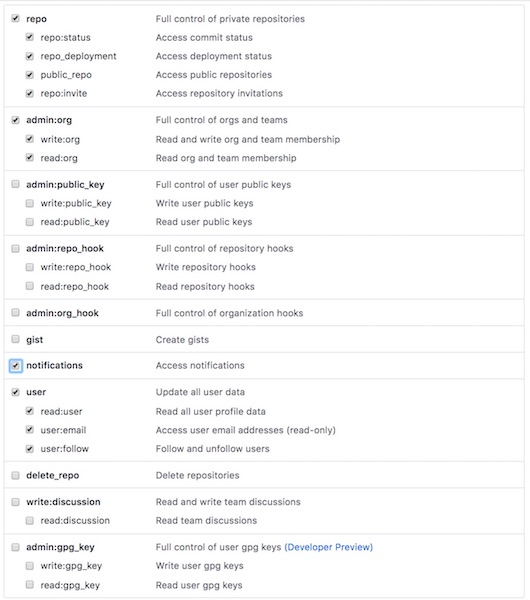 repo Full control of private repositories
repo:status Access commit status
repo_deployment Access deployment status
public_repo Access public repositories
repo:invite Access repository invitations
admin:org Full control of orgs and teams
write:org Read and write org and team membership
read:org Read org and team membership
admin:public_key Full control of user public keys
write:public_key Write user public keys
read:public_key Read user public keys
admin:repo_hook Full control of repository hooks
write:repo_hook Write repository hooks
read:repo_hook Read repository hooks
admin:org_hook Full control of organization hooks
gist Create gists
notifications Access notifications
user Update all user data
read:user Read all user profile data
user:email Access user email addresses (read-only)
user:follow Follow and unfollow users
delete_repo Delete repositories
write:discussion Read and write team discussions
read:discussion Read team discussions
admin:gpg_key Full control of user gpg keys (Developer Preview)
write:gpg_key Write user gpg keys
read:gpg_key Read user gpg keys